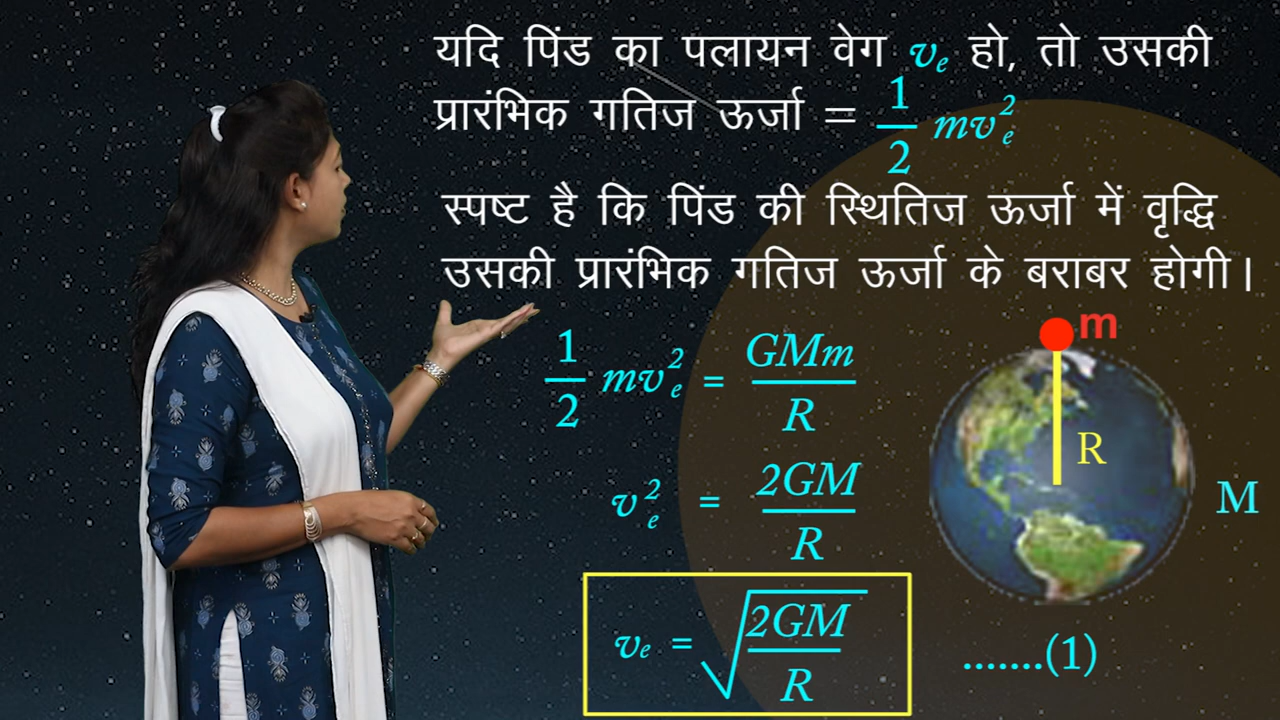 यदि पिंड का पलायन वेग vₑ हो, तो उसकी
प्रारंभिक गतिज ऊर्जा = 1/2 mvₑ²
स्पष्ट है कि पिंड की स्थितिज ऊर्जा में वृद्धि
उसकी प्रारंभिक गतिज ऊर्जा के बराबर होगी।
m
1/2 mvₑ² = GMm/R
R
vₑ² = 2GM/R
M
vₑ = √(2GM/R) .......(1)